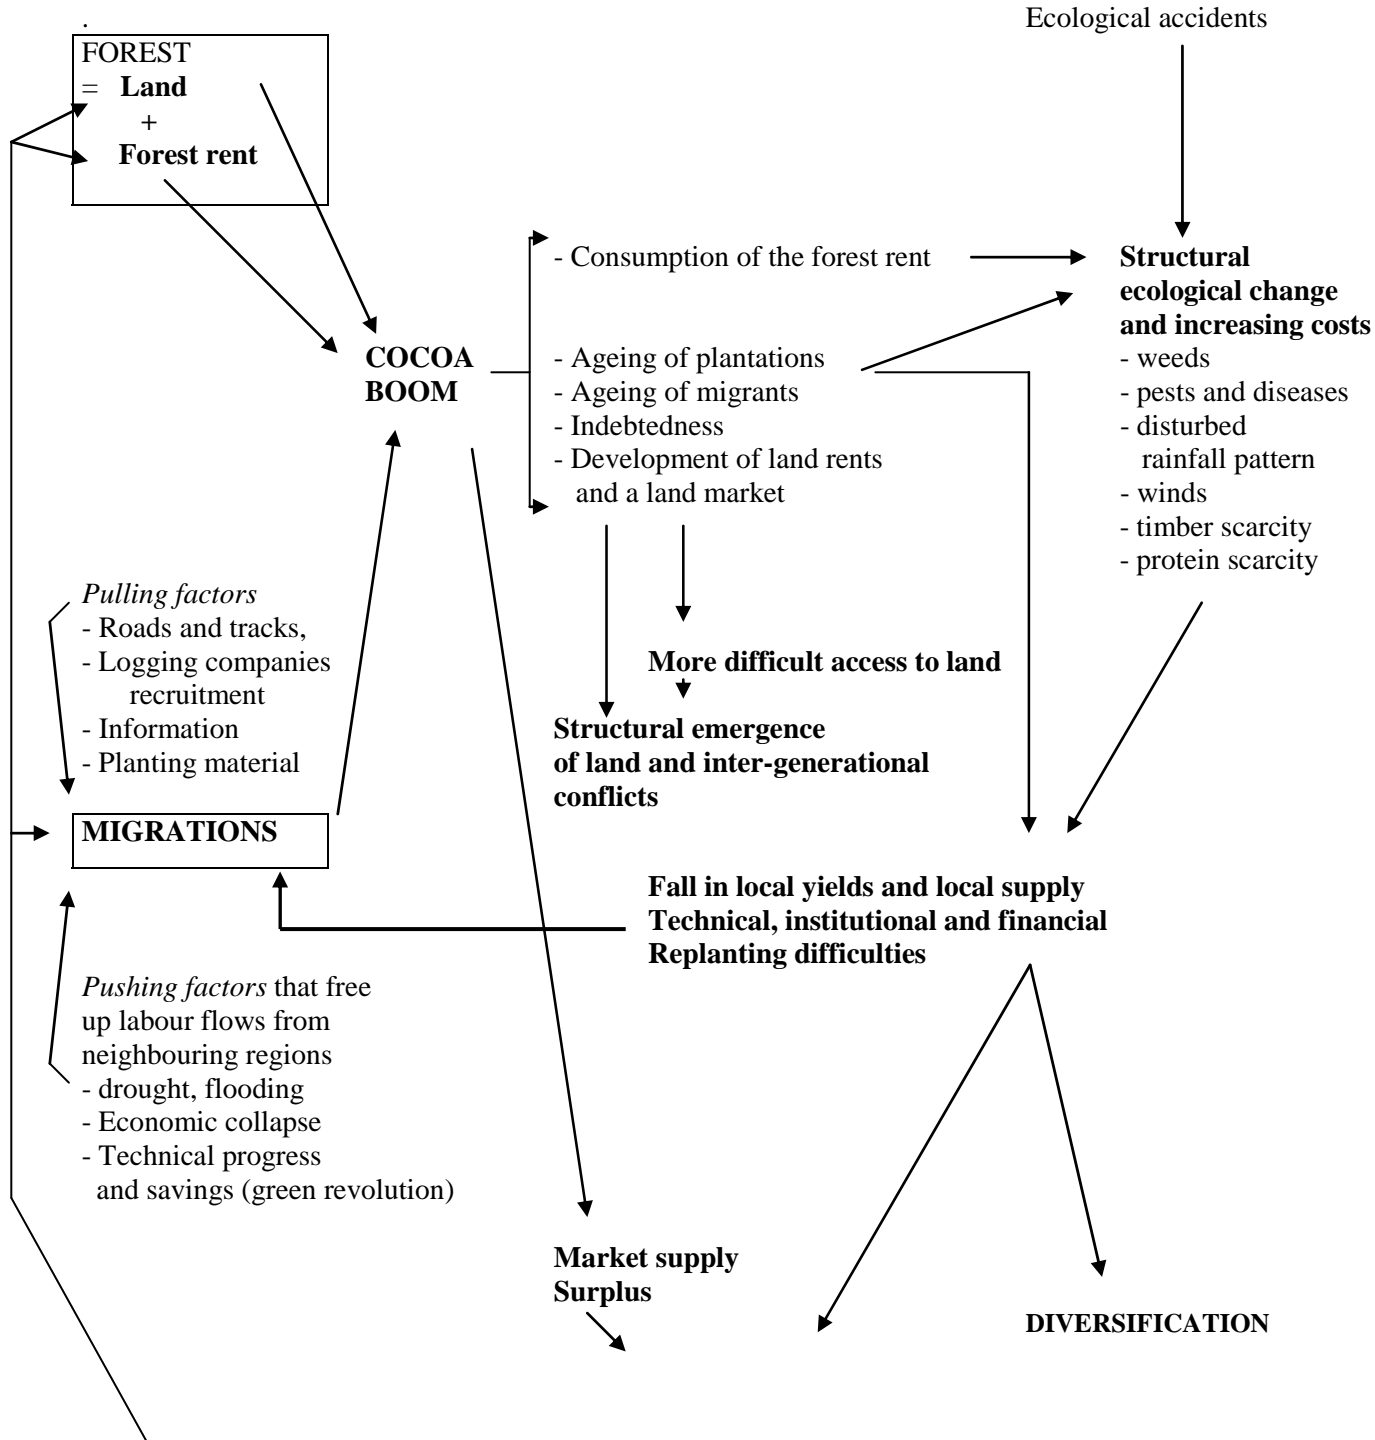 .
FOREST
= Land
+
Forest rent
Ecological accidents
- Consumption of the forest rent
Structural
ecological change
and increasing costs
- weeds
- pests and diseases
- disturbed
rainfall pattern
- winds
- timber scarcity
- protein scarcity
COCOA
BOOM
- Ageing of plantations
- Ageing of migrants
- Indebtedness
- Development of land rents
and a land market
Pulling factors
- Roads and tracks,
- Logging companies
recruitment
- Information
- Planting material
More difficult access to land
Structural emergence
of land and inter-generational
conflicts
MIGRATIONS
Fall in local yields and local supply
Technical, institutional and financial
Replanting difficulties
Pushing factors that free
up labour flows from
neighbouring regions
- drought, flooding
- Economic collapse
- Technical progress
and savings (green revolution)
Market supply
Surplus
DIVERSIFICATION